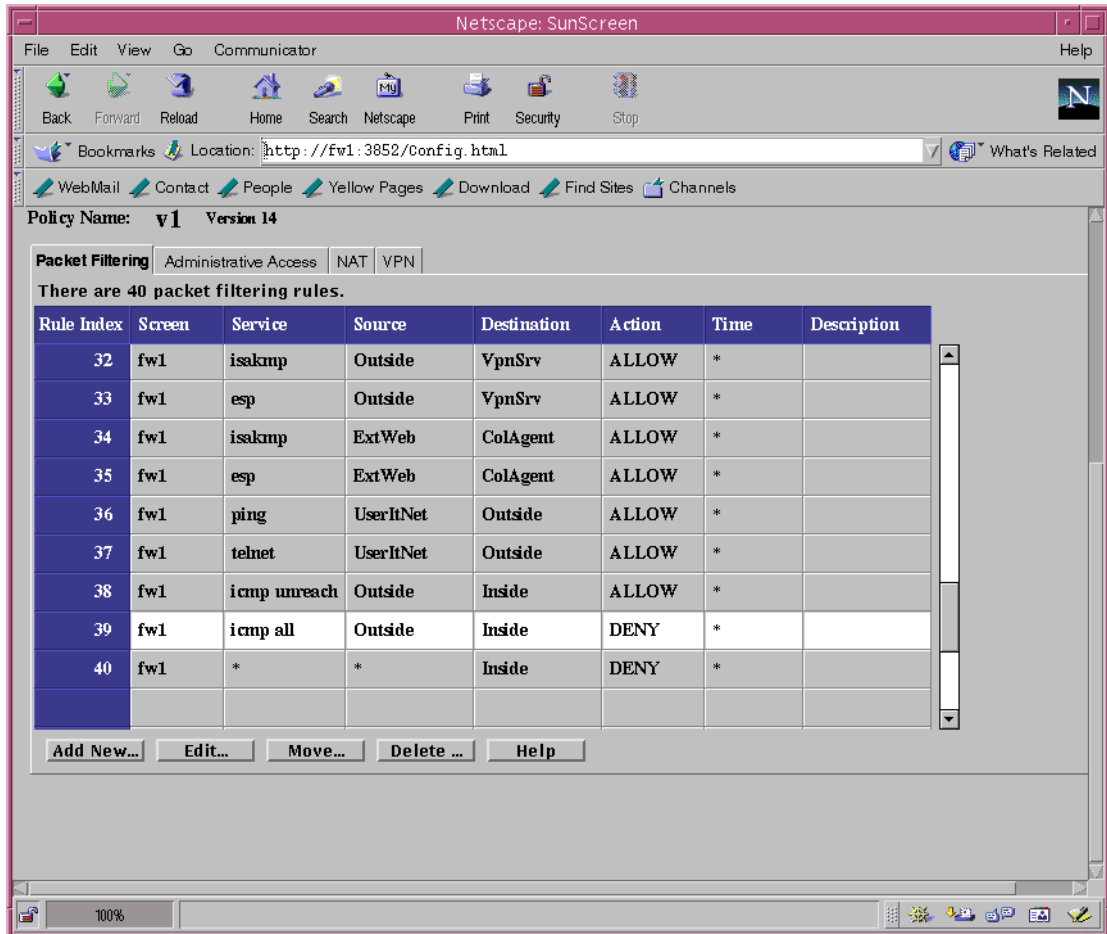 Netscape: SunScreen
File Edit View Go Communicator Help
Back Forward Reload Home Search Netscape Print Security Stop
My
N
Bookmarks Location: http://fw1:3852/Config.html What's Related
WebMail Contact People Yellow Pages Download Find Sites Channels
Policy Name: v1 Version 14
Packet Filtering Administrative Access NAT VPN
There are 40 packet filtering rules.
Rule Index Screen Service Source Destination Action Time Description
32 fw1 isakmp Outside VpnSrv ALLOW *
33 fw1 esp Outside VpnSrv ALLOW *
34 fw1 isakmp ExtWeb ColAgent ALLOW *
35 fw1 esp ExtWeb ColAgent ALLOW *
36 fw1 ping UserItNet Outside ALLOW *
37 fw1 telnet UserItNet Outside ALLOW *
38 fw1 icmp unreach Outside Inside ALLOW *
39 fw1 icmp all Outside Inside DENY *
40 fw1 * * Inside DENY *
Add New... Edit... Move... Delete ... Help
100%